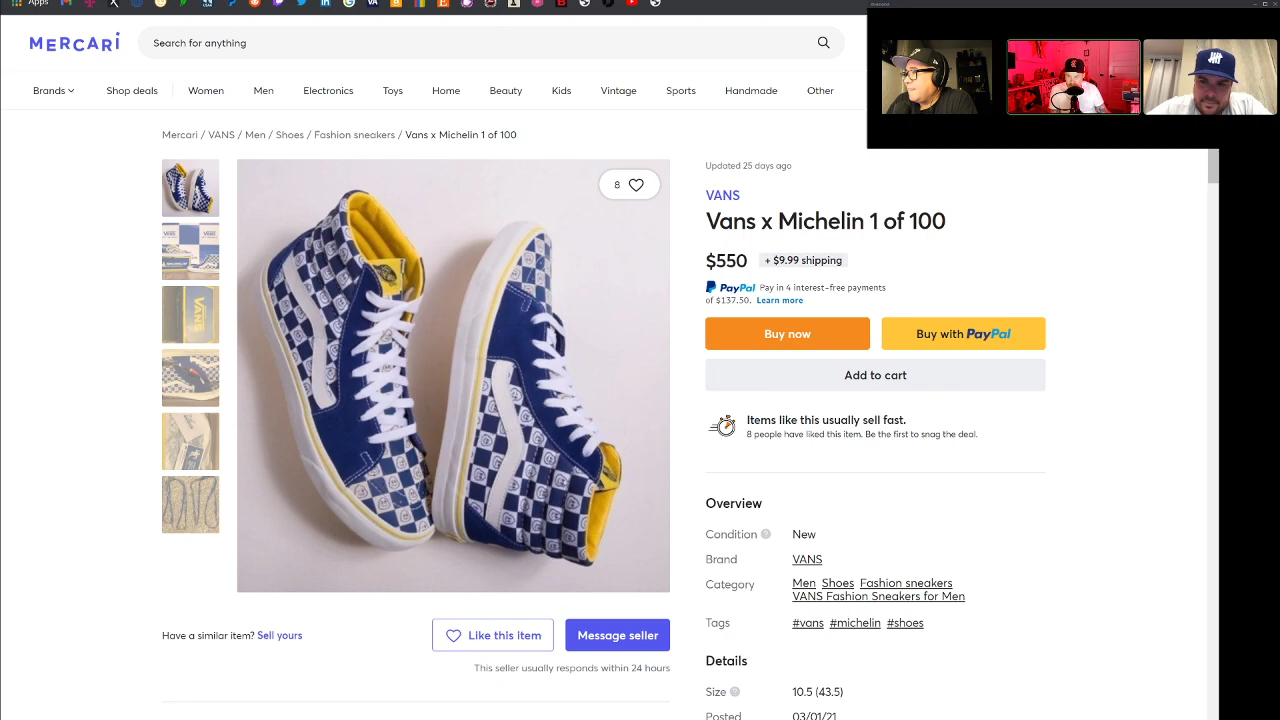 Apps
MERCARI
Search for anything
Brands
Shop deals
Women
Men
Electronics
Toys
Home
Beauty
Kids
Vintage
Sports
Handmade
Other
Mercari / VANS / Men / Shoes / Fashion sneakers / Vans x Michelin 1 of 100
8
VANS
Updated 25 days ago
VANS
Vans x Michelin 1 of 100
$550 + $9.99 shipping
PayPal Pay in 4 interest-free payments
of $137.50. Learn more
Buy now
Buy with PayPal
Add to cart
Items like this usually sell fast.
8 people have liked this item. Be the first to snag the deal.
Overview
Condition ? New
Brand VANS
Category Men Shoes Fashion sneakers
VANS Fashion Sneakers for Men
Tags #vans #michelin #shoes
Details
Size ? 10.5 (43.5)
Posted 03/01/21
Have a similar item? Sell yours
Like this item
Message seller
This seller usually responds within 24 hours